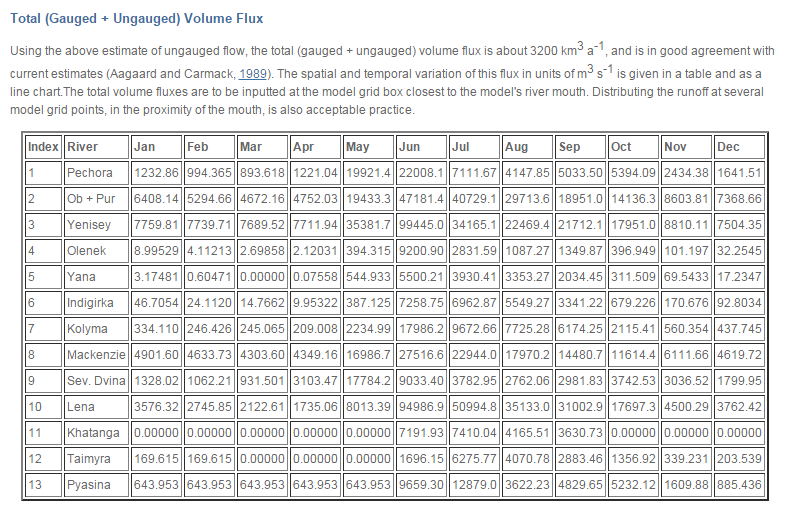 Total (Gauged + Ungauged) Volume Flux
Using the above estimate of ungauged flow, the total (gauged + ungauged) volume flux is about 3200 km3 a-1, and is in good agreement with
current estimates (Aagaard and Carmack, 1989). The spatial and temporal variation of this flux in units of m3 s-1 is given in a table and as a
line chart.The total volume fluxes are to be inputted at the model grid box closest to the model's river mouth. Distributing the runoff at several
model grid points, in the proximity of the mouth, is also acceptable practice.
Index River Jan Feb Mar Apr May Jun Jul Aug Sep Oct Nov Dec
1 Pechora 1232.86 994.365 893.618 1221.04 19921.4 22008.1 7111.67 4147.85 5033.50 5394.09 2434.38 1641.51
2 Ob + Pur 6408.14 5294.66 4672.16 4752.03 19433.3 47181.4 40729.1 29713.6 18951.0 14136.3 8603.81 7368.66
3 Yenisey 7759.81 7739.71 7689.52 7711.94 35381.7 99445.0 34165.1 22469.4 21712.1 17951.0 8810.11 7504.35
4 Olenek 8.99529 4.11213 2.69858 2.12031 394.315 9200.90 2831.59 1087.27 1349.87 396.949 101.197 32.2545
5 Yana 3.17481 0.60471 0.00000 0.07558 544.933 5500.21 3930.41 3353.27 2034.45 311.509 69.5433 17.2347
6 Indigirka 46.7054 24.1120 14.7662 9.95322 387.125 7258.75 6962.87 5549.27 3341.22 679.226 170.676 92.8034
7 Kolyma 334.110 246.426 245.065 209.008 2234.99 17986.2 9672.66 7725.28 6174.25 2115.41 560.354 437.745
8 Mackenzie 4901.60 4633.73 4303.60 4349.16 16986.7 27516.6 22944.0 17970.2 14480.7 11614.4 6111.66 4619.72
9 Sev. Dvina 1328.02 1062.21 931.501 3103.47 17784.2 9033.40 3782.95 2762.06 2981.83 3742.53 3036.52 1799.95
10 Lena 3576.32 2745.85 2122.61 1735.06 8013.39 94986.9 50994.8 35133.0 31002.9 17697.3 4500.29 3762.42
11 Khatanga 0.00000 0.00000 0.00000 0.00000 0.00000 7191.93 7410.04 4165.51 3630.73 0.00000 0.00000 0.00000
12 Taimyra 169.615 169.615 0.00000 0.00000 0.00000 1696.15 6275.77 4070.78 2883.46 1356.92 339.231 203.539
13 Pyasina 643.953 643.953 643.953 643.953 643.953 9659.30 12879.0 3622.23 4829.65 5232.12 1609.88 885.436